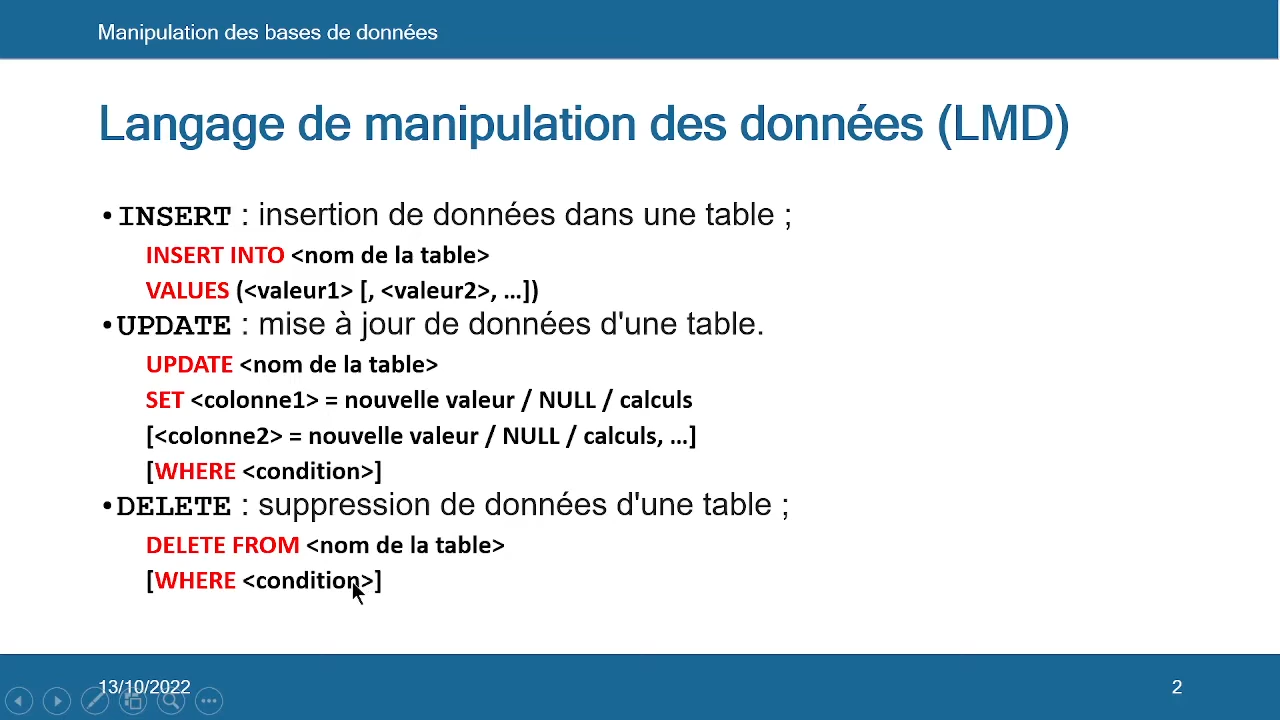 Manipulation des bases de données
Langage de manipulation des données (LMD)
• INSERT : insertion de données dans une table ;
INSERT INTO <nom de la table>
VALUES (<valeur1> [, <valeur2>, …])
• UPDATE : mise à jour de données d'une table.
UPDATE <nom de la table>
SET <colonne1> = nouvelle valeur / NULL / calculs
[<colonne2> = nouvelle valeur / NULL / calculs, …]
[WHERE <condition>]
• DELETE : suppression de données d'une table ;
DELETE FROM <nom de la table>
[WHERE <condition>]
13/10/2022
2